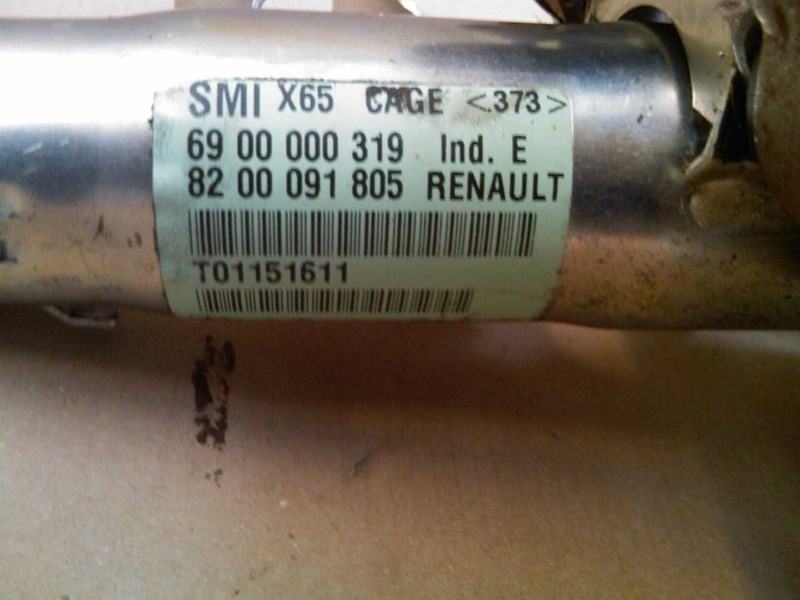 SMI X65 CAGE <373>
69 00 000 319 Ind. E
82 00 091 805 RENAULT
T01151611